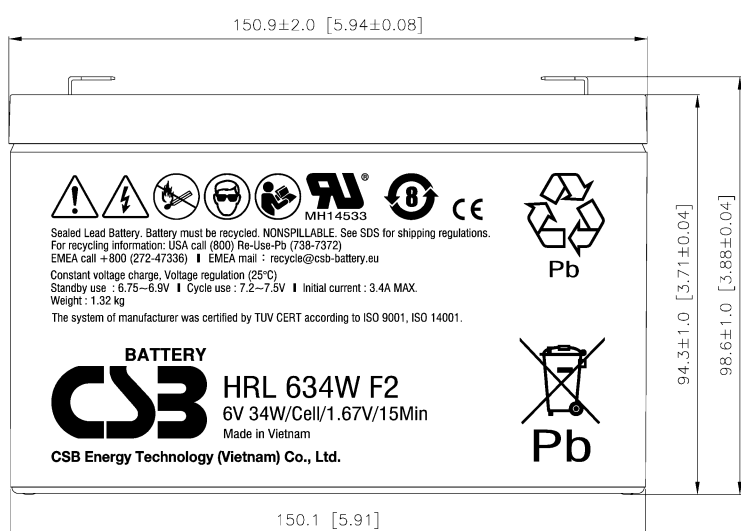 150.9±2.0 [5.94±0.08]
MH14533
8
Sealed Lead Battery. Battery must be recycled. NONSPILLABLE. See SDS for shipping regulations.
For recycling information: USA call (800) Re-Use-Pb (738-7372)
EMEA call +800 (272-47336) ▮ EMEA mail : recycle@csb-battery.eu
Constant voltage charge, Voltage regulation (25°C)
Standby use : 6.75~6.9V ▮ Cycle use : 7.2~7.5V ▮ Initial current : 3.4A MAX.
Weight : 1.32 kg
The system of manufacturer was certified by TUV CERT according to ISO 9001, ISO 14001.
Pb
94.3±1.0 [3.71±0.04]
98.6±1.0 [3.88±0.04]
BATTERY
CSB
HRL 634W F2
6V 34W/Cell/1.67V/15Min
Made in Vietnam
CSB Energy Technology (Vietnam) Co., Ltd.
Pb
150.1 [5.91]